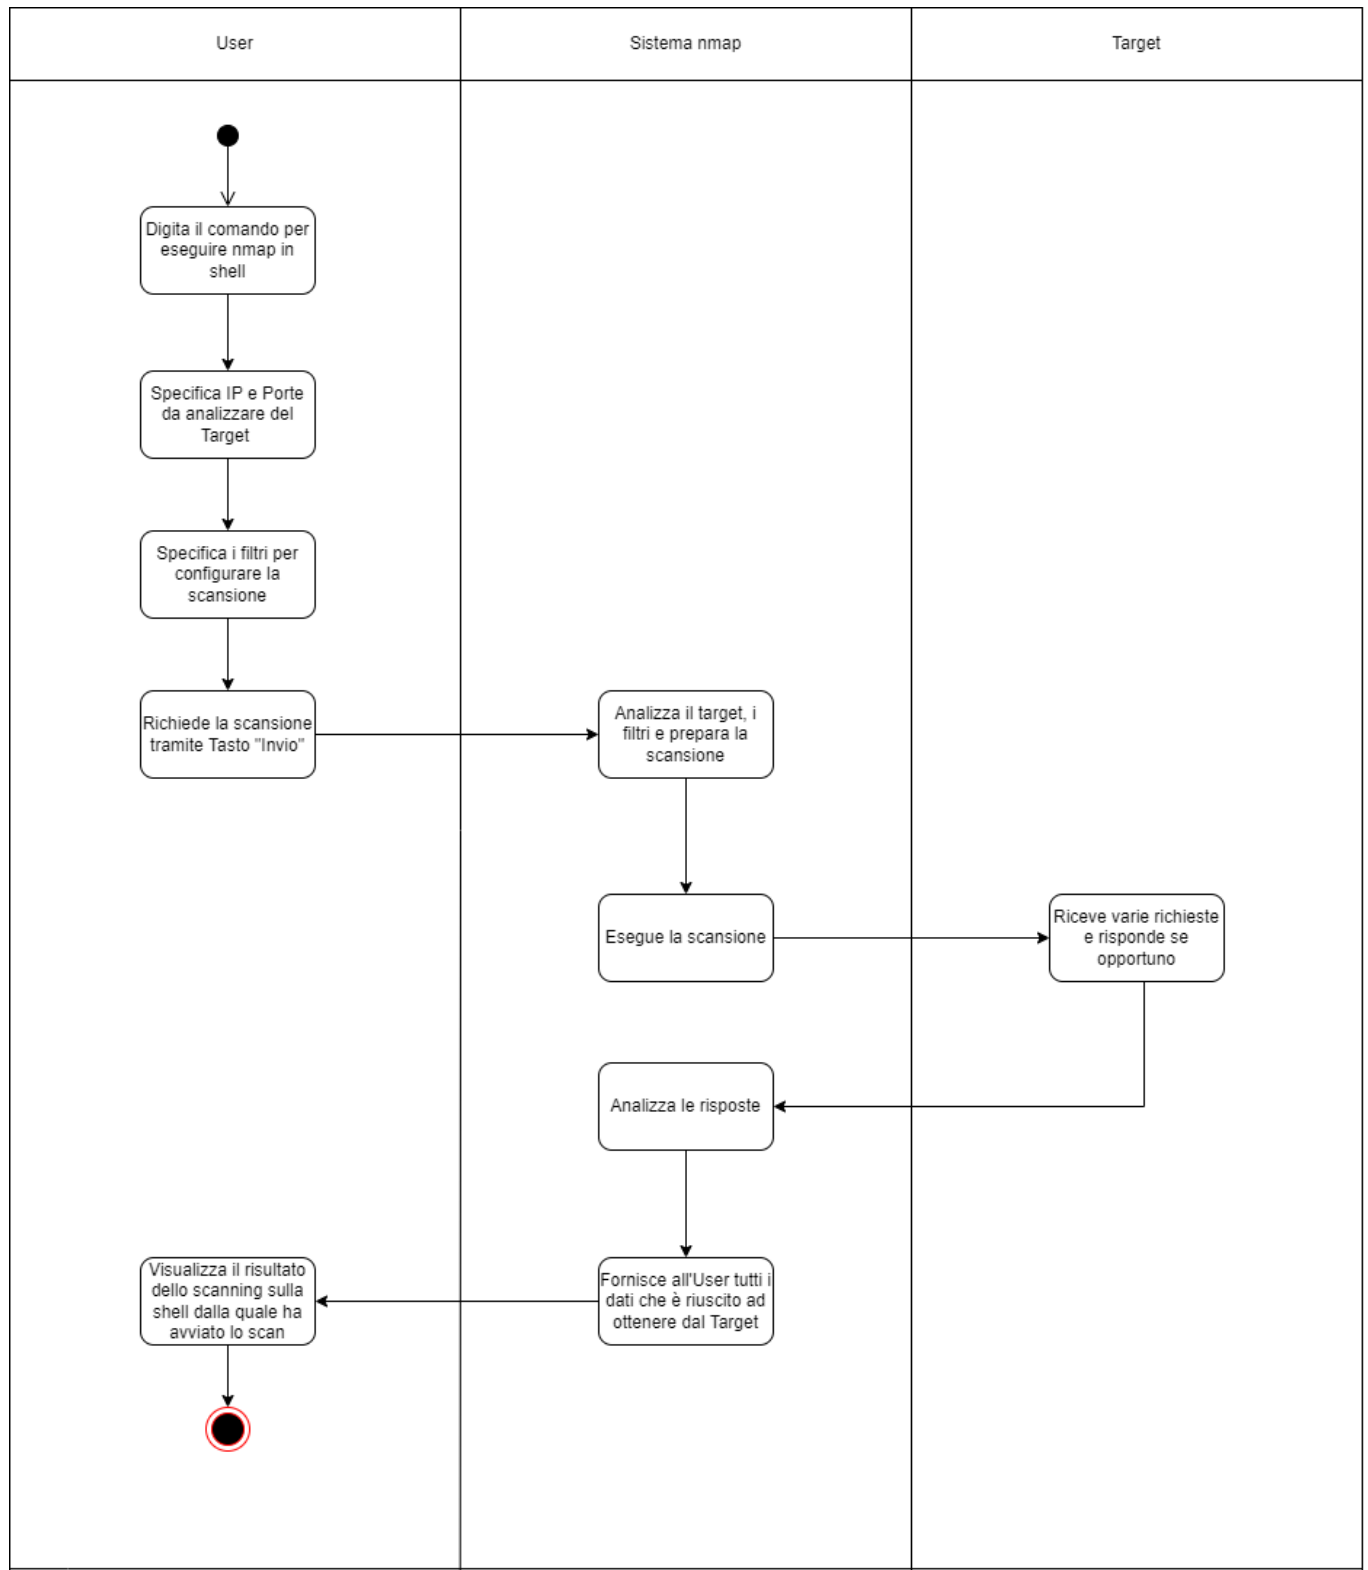 User
Sistema nmap
Target
Digita il comando per
eseguire nmap in
shell
Specifica IP e Porte
da analizzare del
Target
Specifica i filtri per
configurare la
scansione
Richiede la scansione
tramite Tasto "Invio"
Analizza il target, i
filtri e prepara la
scansione
Esegue la scansione
Riceve varie richieste
e risponde se
opportuno
Analizza le risposte
Fornisce all'User tutti i
dati che è riuscito ad
ottenere dal Target
Visualizza il risultato
dello scanning sulla
shell dalla quale ha
avviato lo scan